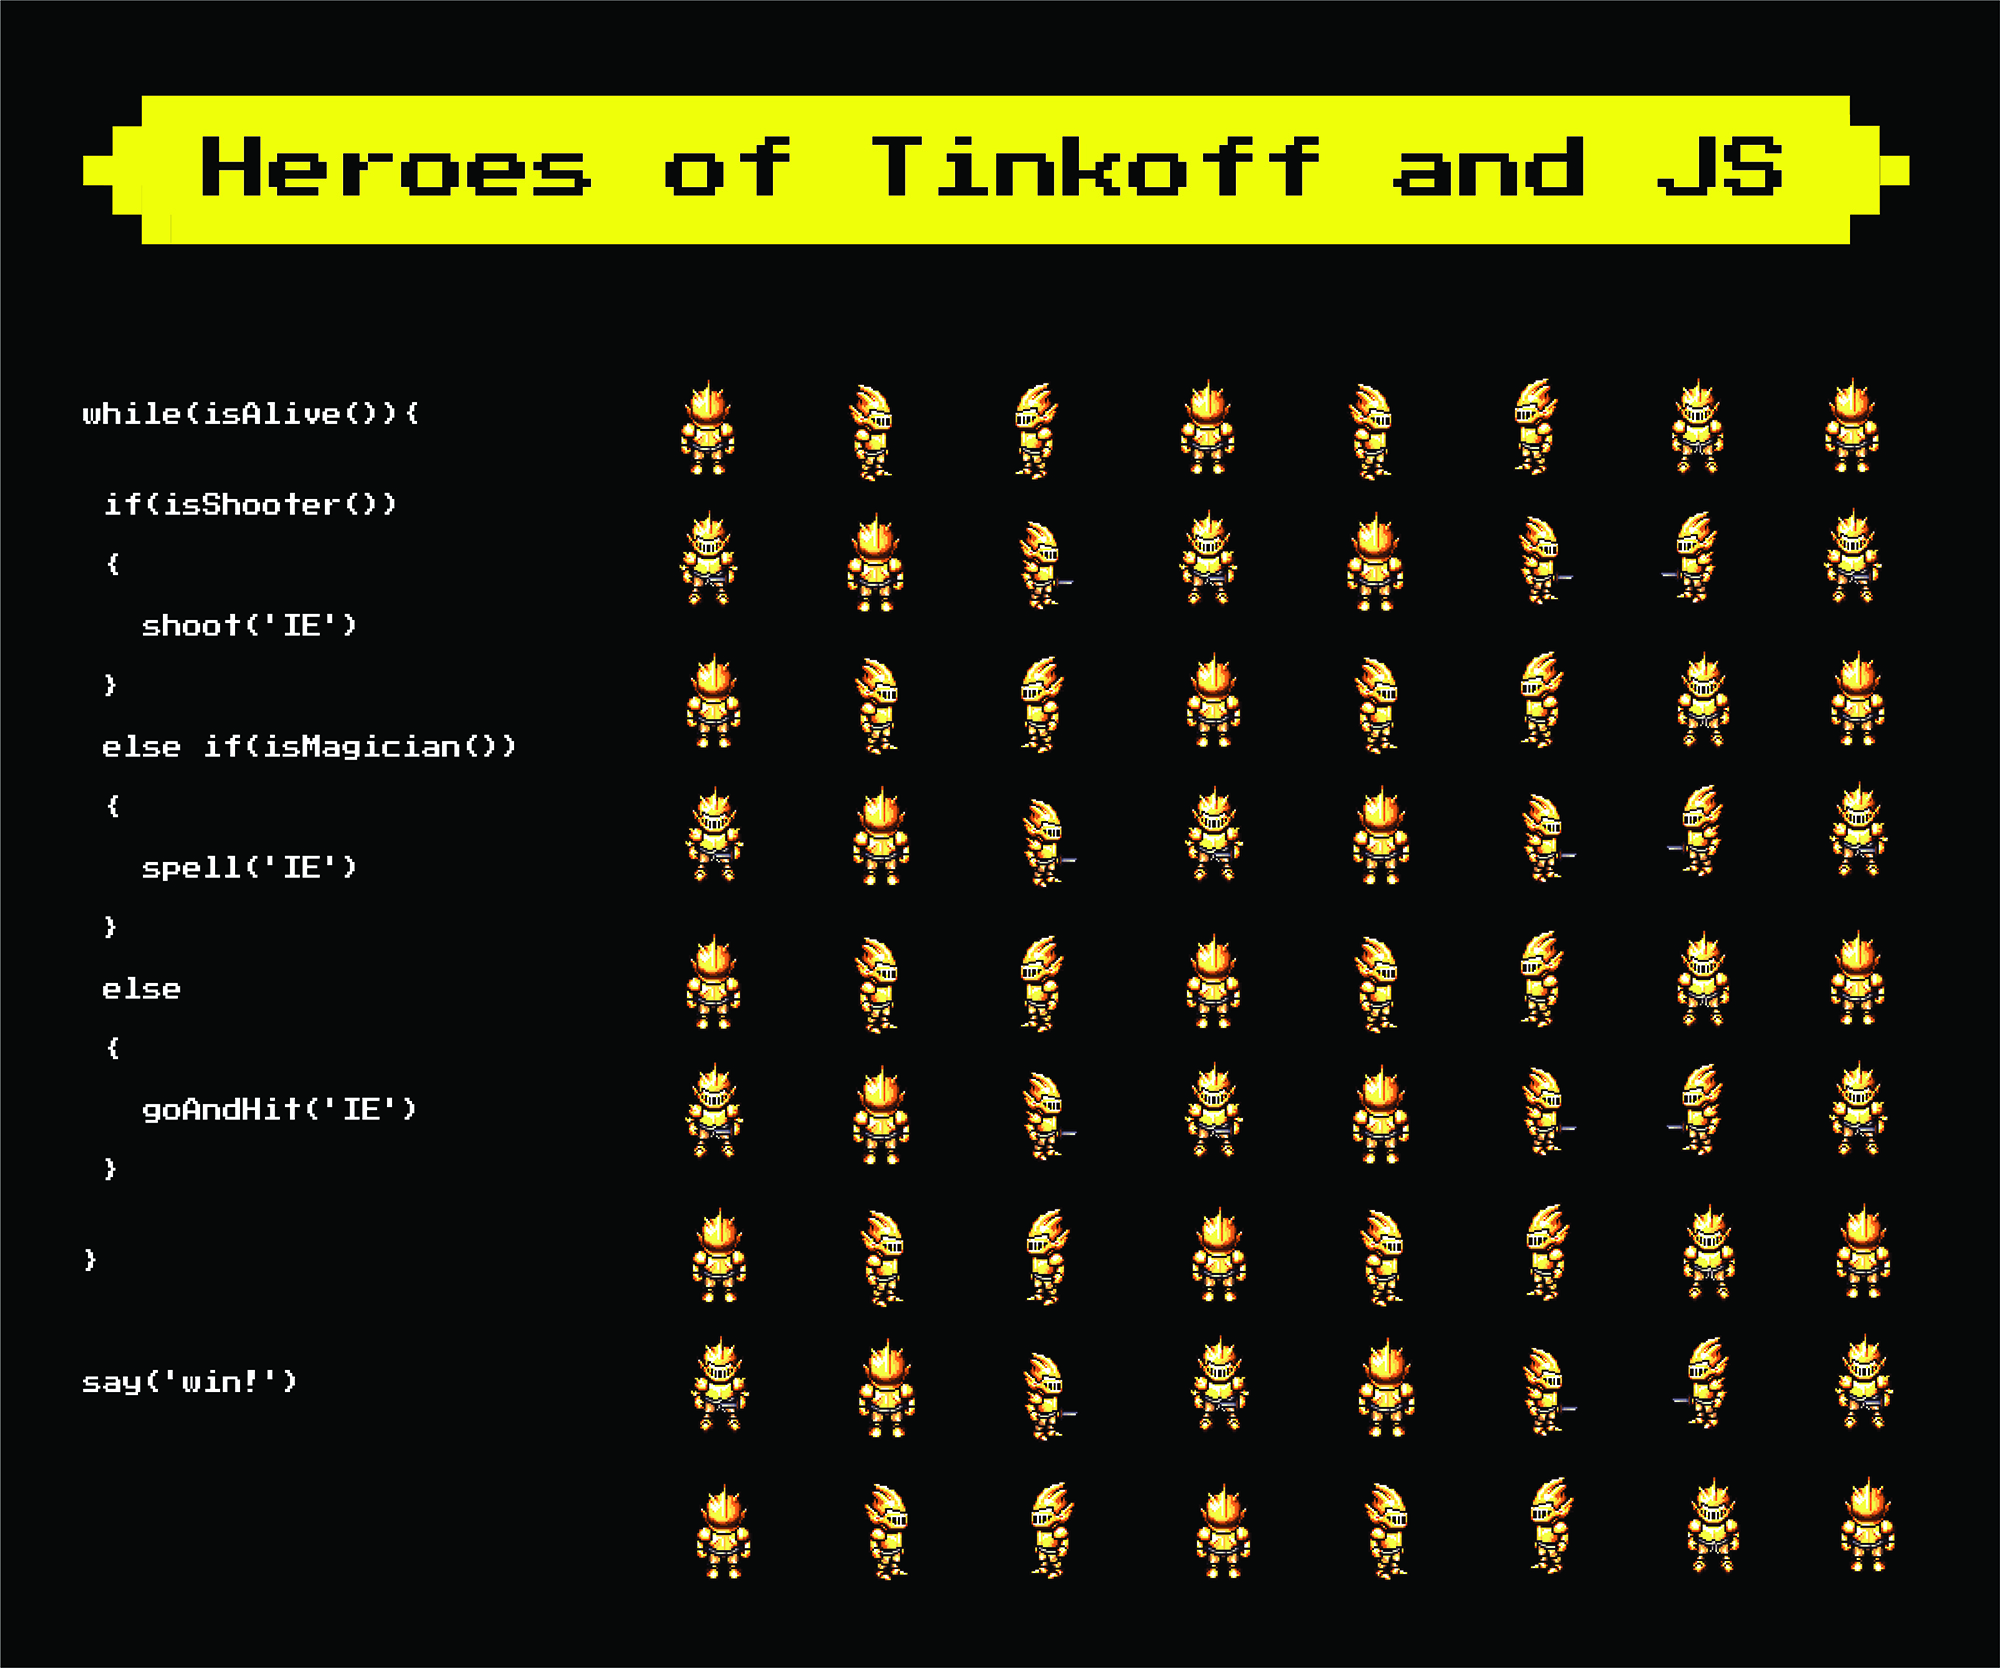 Heroes of Tinkoff and JS
while(isAlive()){
if(isShooter())
{
shoot('IE')
}
else if(isMagician())
{
spell('IE')
}
else
{
goAndHit('IE')
}
}
say('win!')